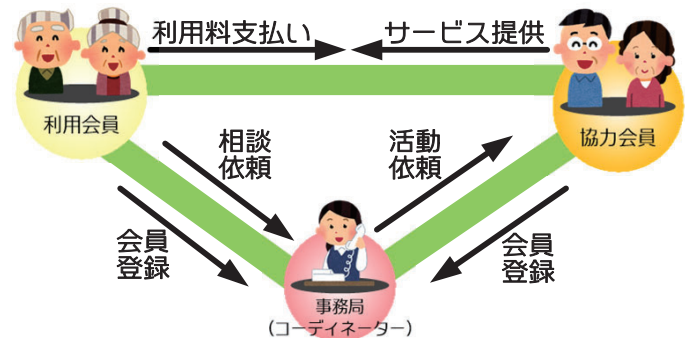 利用料支払い
サービス提供
利用会員
協力会員
相談
依頼
活動
依頼
会員
登録
会員
登録
事務局
（コーディネーター）